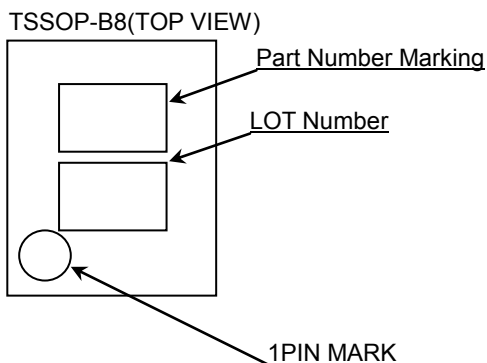 TSSOP-B8(TOP VIEW)
Part Number Marking
LOT Number
1PIN MARK